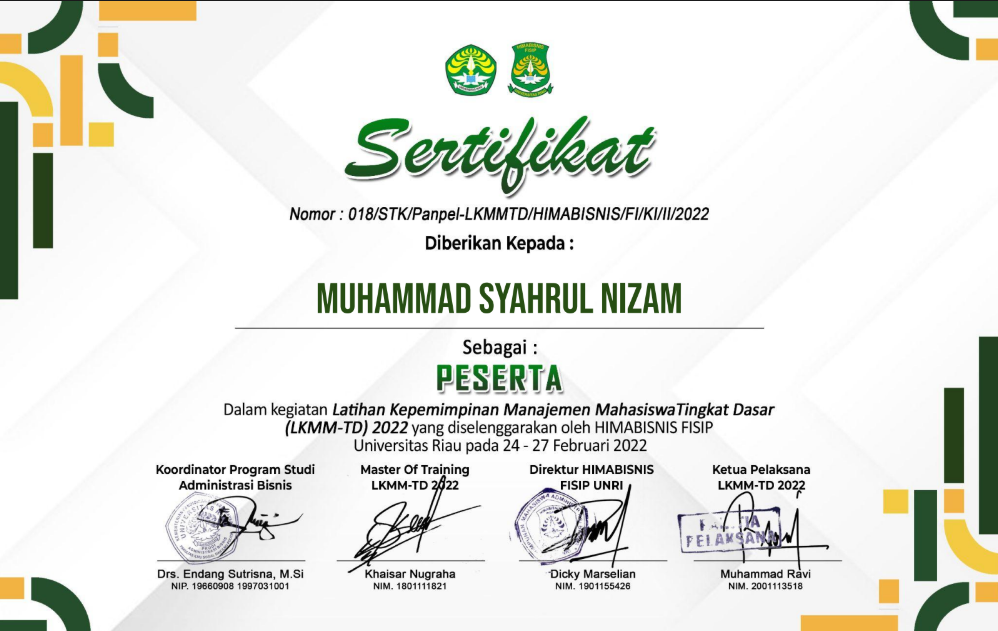 HIMABISNIS
FISIP
Sertifikat
Nomor : 018/STK/Panpel-LKMMTD/HIMABISNIS/FI/KI/II/2022
Diberikan Kepada :
MUHAMMAD SYAHRUL NIZAM
Sebagai :
PESERTA
Dalam kegiatan Latihan Kepemimpinan Manajemen MahasiswaTingkat Dasar
(LKMM-TD) 2022 yang diselenggarakan oleh HIMABISNIS FISIP
Universitas Riau pada 24 - 27 Februari 2022
Koordinator Program Studi
Administrasi Bisnis
Drs. Endang Sutrisna, M.Si
NIP. 19660908 1997031001
Master Of Training
LKMM-TD 2022
Khaisar Nugraha
NIM. 1801111821
Direktur HIMABISNIS
FISIP UNRI
Dicky Marselian
NIM. 1901155426
Ketua Pelaksana
LKMM-TD 2022
PELAKSANA
Muhammad Ravi
NIM. 2001113518